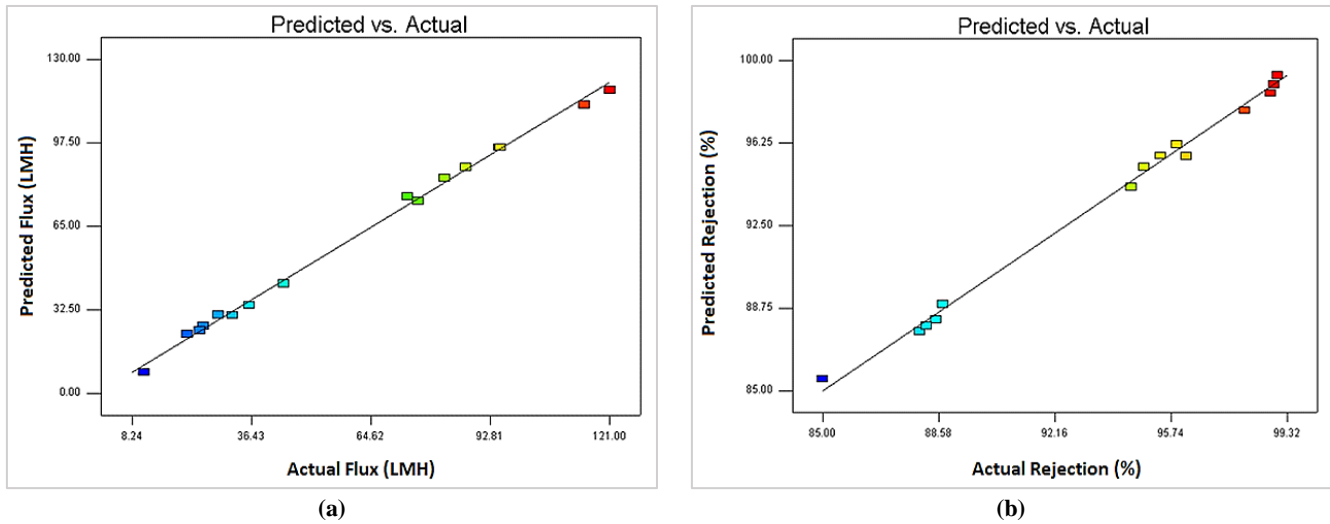 Predicted vs. Actual
130.00
97.50
65.00
32.50
0.00
Predicted Flux (LMH)
8.24 36.43 64.62 92.81 121.00
Actual Flux (LMH)
(a)
Predicted vs. Actual
100.00
96.25
92.50
88.75
85.00
Predicted Rejection (%)
85.00 88.58 92.16 95.74 99.32
Actual Rejection (%)
(b)